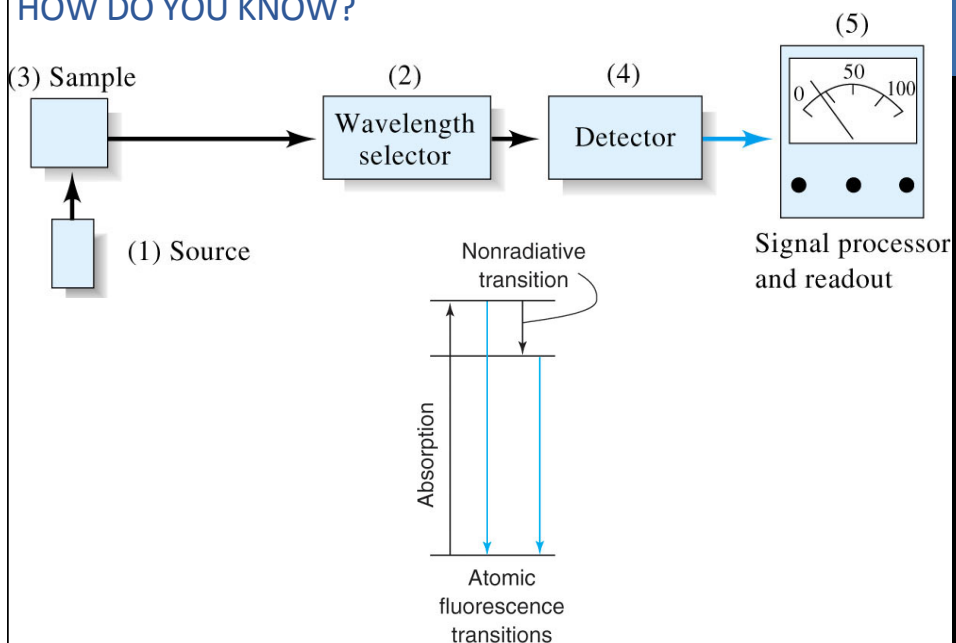 HOW DO YOU KNOW?
(5)
(3) Sample
(2)
(4)
0
50
100
Wavelength
selector
Detector
(1) Source
Signal processor
and readout
Nonradiative
transition
Absorption
Atomic
fluorescence
transitions